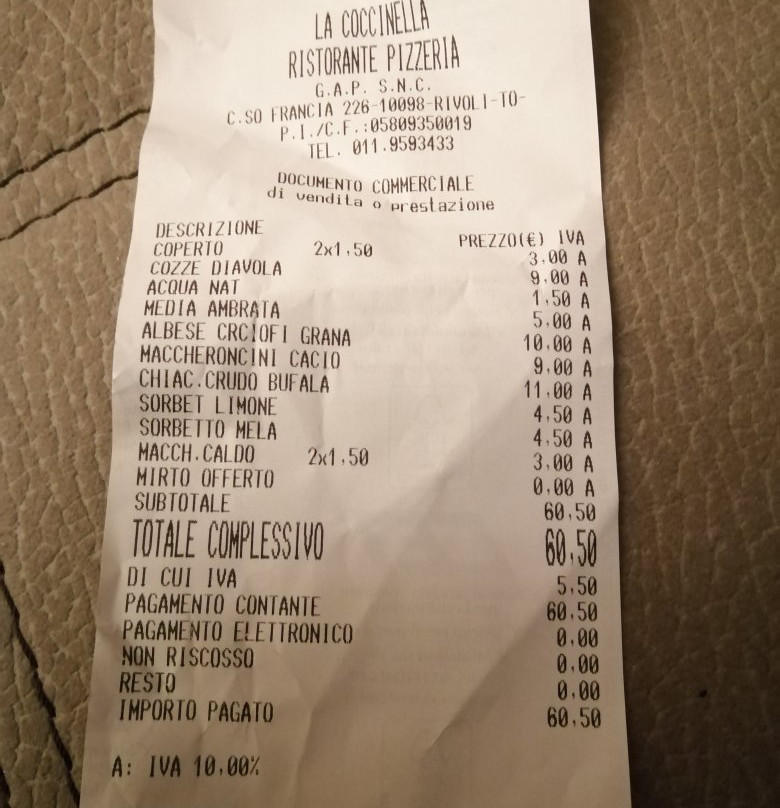 LA COCCINELLA
RISTORANTE PIZZERIA
G.A.P. S.N.C.
C.SO FRANCIA 226-10098-RIVOLI-TO-
P.I./C.F.:05809350019
TEL. 011.9593433
DOCUMENTO COMMERCIALE
di vendita o prestazione
DESCRIZIONE PREZZO(€) IVA
COPERTO 2x1,50 3,00 A
COZZE DIAVOLA 9,00 A
ACQUA NAT 1,50 A
MEDIA AMBRATA 5,00 A
ALBESE CRCIOFI GRANA 10,00 A
MACCHERONCINI CACIO 9,00 A
CHIAC.CRUDO BUFALA 11,00 A
SORBET LIMONE 4,50 A
SORBETTO MELA 4,50 A
MACCH.CALDO 2x1,50 3,00 A
MIRTO OFFERTO 0,00 A
SUBTOTALE 60,50
TOTALE COMPLESSIVO 60,50
DI CUI IVA 5,50
PAGAMENTO CONTANTE 60,50
PAGAMENTO ELETTRONICO 0,00
NON RISCOSSO 0,00
RESTO 0,00
IMPORTO PAGATO 60,50
A: IVA 10,00%